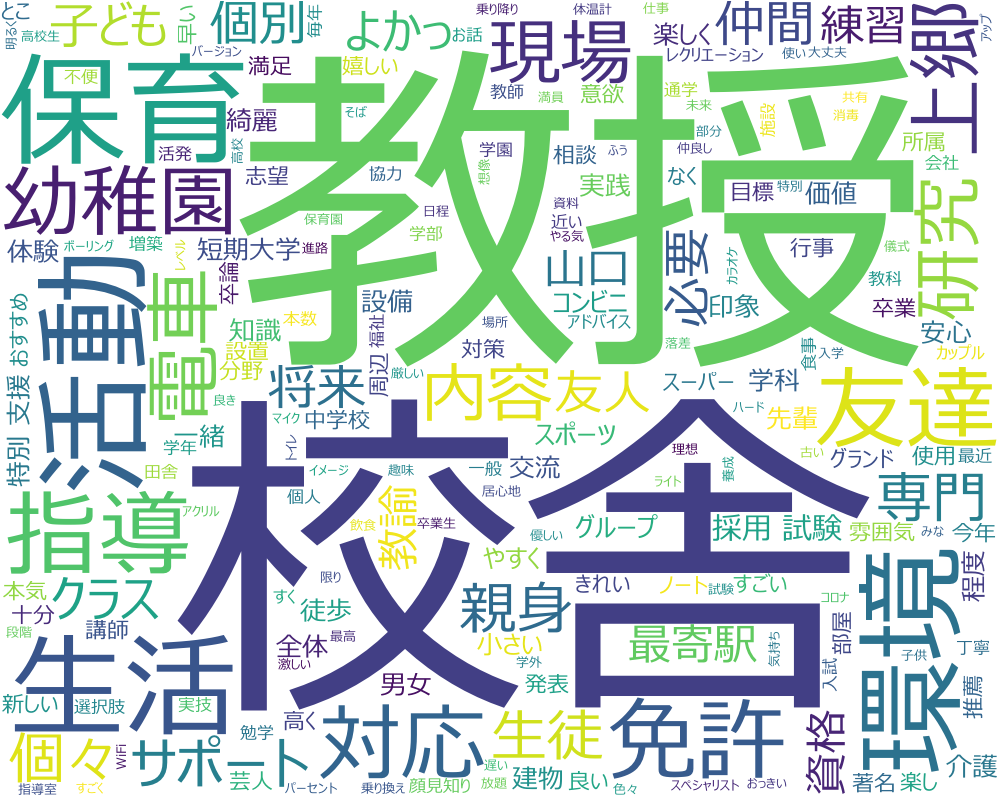 教授
校舎
保育
幼稚園
活動
環境
生活
指導
友達
対応
免許
現場
上郷
研究
電車
個別
子ども
仲間
練習
よかっ
必要
山口
内容
友人
将来
専門
親身
最寄駅
生徒
サポート
個々
資格
教諭
クラス
とこ
明るく
高校生
早い
バージョン
毎年
乗り降り
お話
嬉しい
満足
不便
綺麗
活発
志望
そば
高校
協力
体温計
仕事
楽しく
レクリエーション
使い
大丈夫
アップ
教師
満員
意欲
通学
未来
部分
施設
共有
消毒
所属
会社
学園
想像
相談
ふう
仲良し
実践
なく
目標
特別
価値
保育園
日程
資料
近い
やる気
行事
儀式
カラオケ
教科
体験
ボーリング
増築
短期大学
進路
学部
卒論
設備
コンビニ
アドバイス
印象
卒業
安心
おすすめ
レベル
知識
本数
設置
分野
福祉
周辺
場所
対策
厳しい
落差
食事
入学
カップル
支援
特別
良き
マイク
中学校
スーパー
学科
先輩
一緒
学年
田舎
アクリル
イメージ
個人
趣味
一般
交流
スポーツ
居心地
理想
ハード
ライト
養成
古い
グランド
使用
最近
飲食
卒業生
優しい
グループ
採用
試験
雰囲気
みな
今年
本気
十分
段階
講師
限り
すぐ
徒歩
やすく
きれい
ノート
試験
すごい
コロナ
程度
全体
最高
激しい
小さい
学外
気持ち
部屋
入試
子供
丁寧
男女
発表
推薦
新しい
選択肢
実技
勉学
高く
WiFi
芸人
指導室
すごく
パーセント
乗り換え
顔見知り
遅い
放題
建物
良い
色々
スペシャリスト
おっきい
著名
楽し
介護